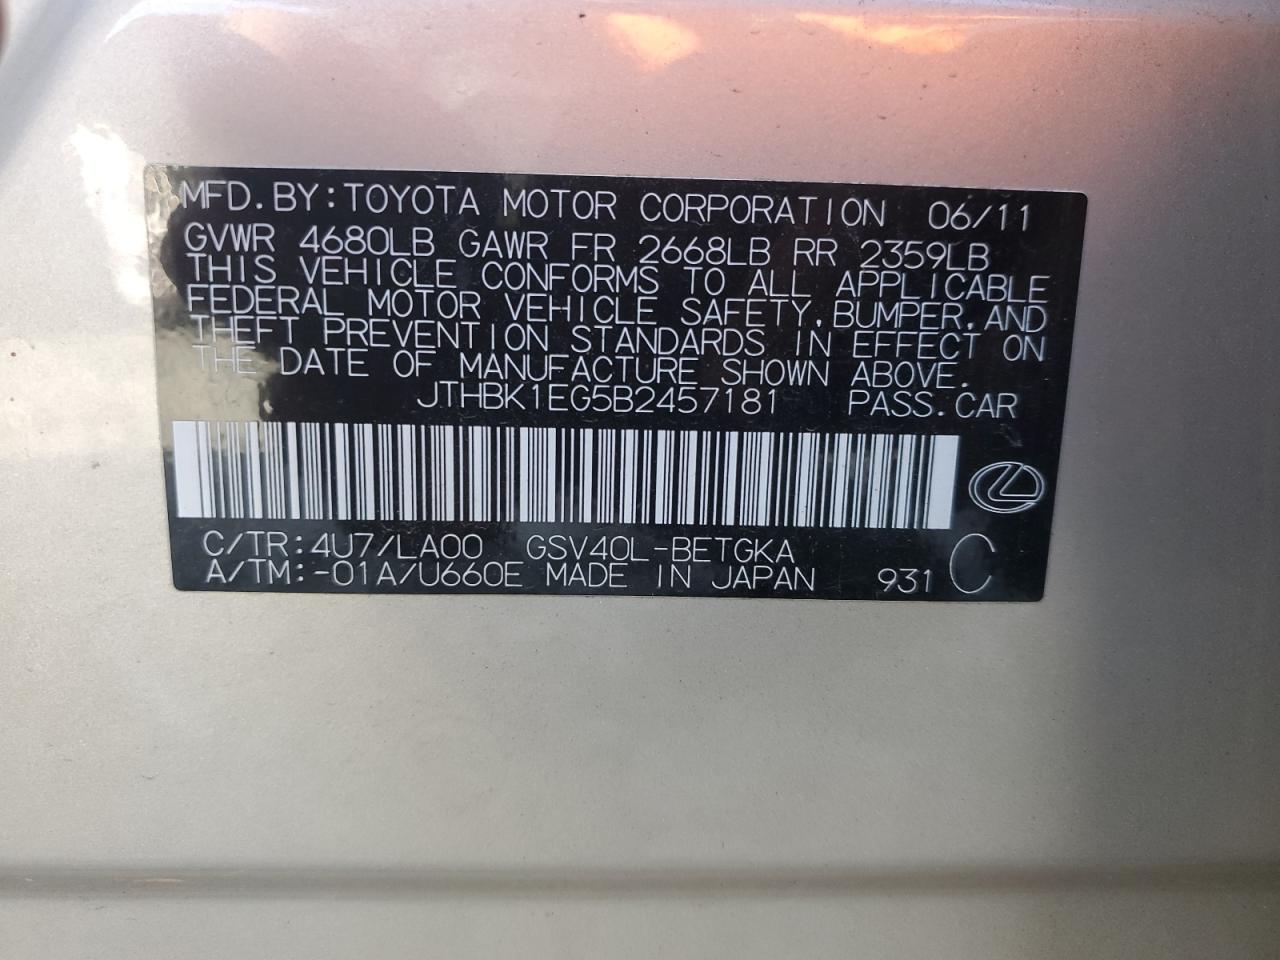 MFD. BY: TOYOTA MOTOR CORPORATION 06/11
GVWR 4680LB GAWR FR 2668LB RR 2359LB
THIS VEHICLE CONFORMS TO ALL APPLICABLE
FEDERAL MOTOR VEHICLE SAFETY, BUMPER, AND
THEFT PREVENTION STANDARDS IN EFFECT ON
THE DATE OF MANUFACTURE SHOWN ABOVE.
JTHBK1EG5B2457181 PASS. CAR
C/TR: 4U7/LA00 GSV40L-BETGKA
A/TM:-01A/U660E MADE IN JAPAN 931 C